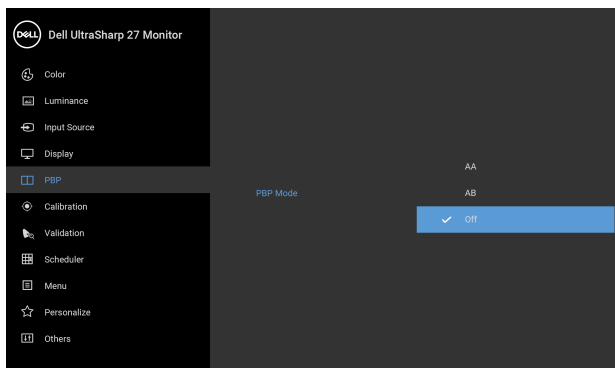 DELL
Dell UltraSharp 27 Monitor
Color
Luminance
Input Source
Display
PBP
Calibration
Validation
Scheduler
Menu
Personalize
Others
PBP Mode
AA
AB
Off